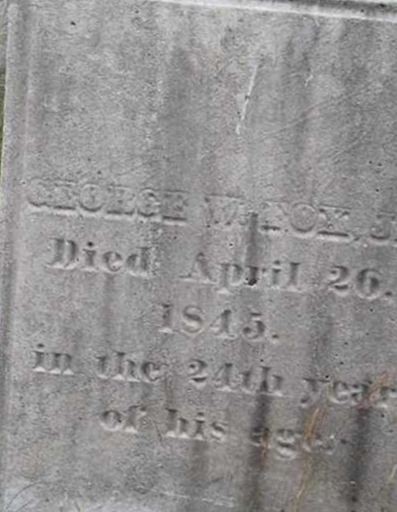 GEORGE W. FOX, J
Died April 26.
1845.
in the 24th year
of his age.